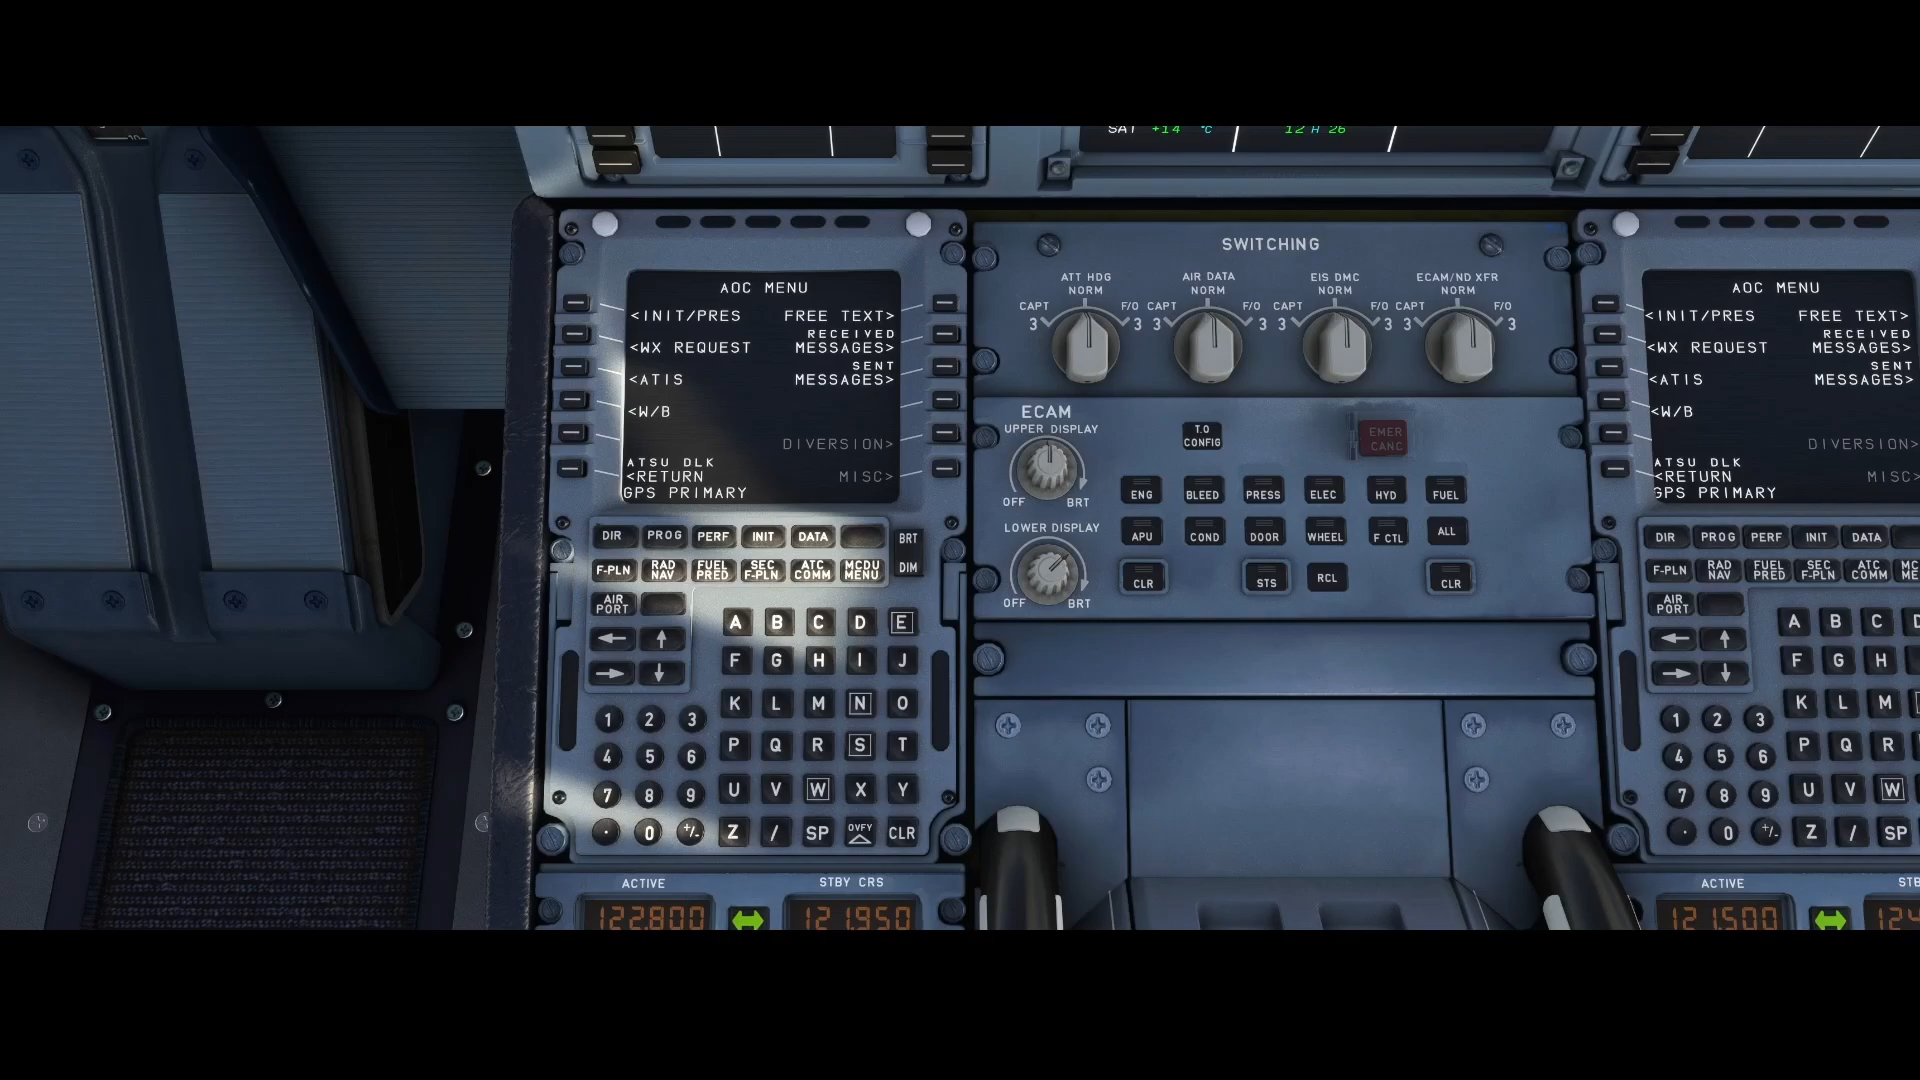 SAT +14 °C 12 H 26
AOC MENU
<INIT/PRES FREE TEXT>
RECEIVED
<WX REQUEST MESSAGES>
SENT
<ATIS MESSAGES>
<W/B
DIVERSION>
ATSU DLK
<RETURN MISC>
GPS PRIMARY
DIR PROG PERF INIT DATA
BRT
DIM
F-PLN RAD NAV FUEL PRED SEC F-PLN ATC COMM MCDU MENU
AIR PORT
← ↑
→ ↓
A B C D E
F G H I J
K L M N O
P Q R S T
U V W X Y
Z / SP OVFY CLR
1 2 3
4 5 6
7 8 9
. 0 +/-
ACTIVE STBY CRS
122.800 121.950
SWITCHING
ATT HDG AIR DATA EIS DMC ECAM/ND XFR
NORM NORM NORM NORM
CAPT F/O CAPT F/O CAPT F/O CAPT F/O
3 3 3 3 3 3 3 3
ECAM
UPPER DISPLAY
OFF BRT
LOWER DISPLAY
OFF BRT
T.O
CONFIG
EMER
CANC
ENG BLEED PRESS ELEC HYD FUEL
APU COND DOOR WHEEL F CTL ALL
CLR STS RCL CLR
AOC MENU
<INIT/PRES FREE TEXT>
RECEIVED
<WX REQUEST MESSAGES>
SENT
<ATIS MESSAGES>
<W/B
DIVERSION>
ATSU DLK
<RETURN MISC>
GPS PRIMARY
DIR PROG PERF INIT DATA
F-PLN RAD NAV FUEL PRED SEC F-PLN ATC COMM
AIR PORT
← ↑
→ ↓
A B C
F G H
K L M
P Q R
U V W
Z / SP
1 2 3
4 5 6
7 8 9
. 0 +/-
ACTIVE
121.500